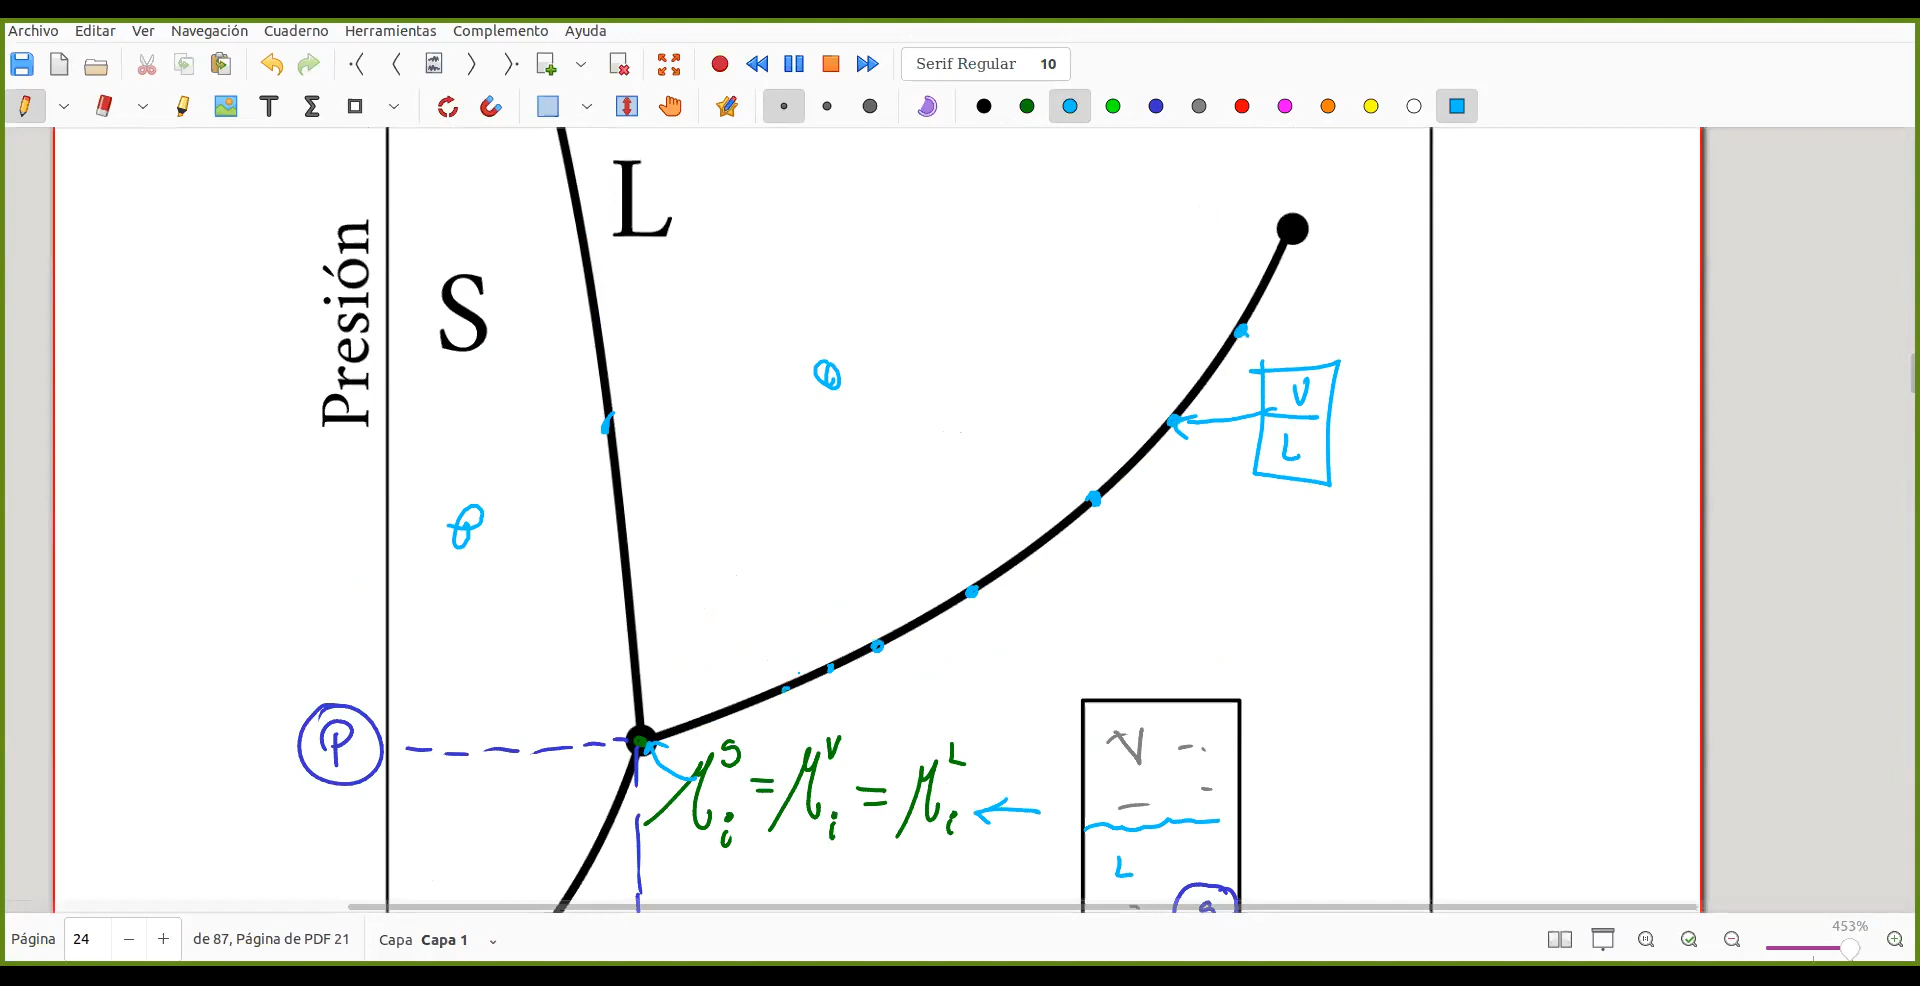 Archivo Editar Ver Navegación Cuaderno Herramientas Complemento Ayuda
Serif Regular 10
Presión
L
S
V
L
P
μ_i^S = μ_i^V = μ_i^L
V
L
S
Página 24 de 87, Página de PDF 21 Capa Capa 1 453%